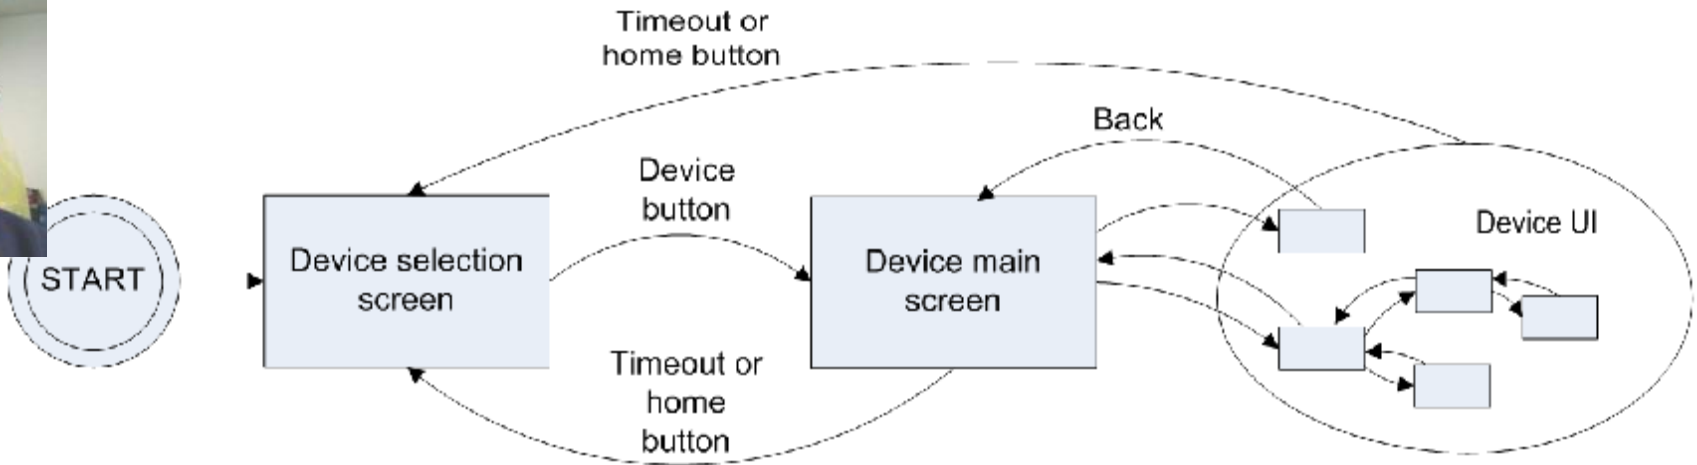 Timeout or
home button
Back
Device
button
Device UI
START
Device selection
screen
Device main
screen
Timeout or
home
button